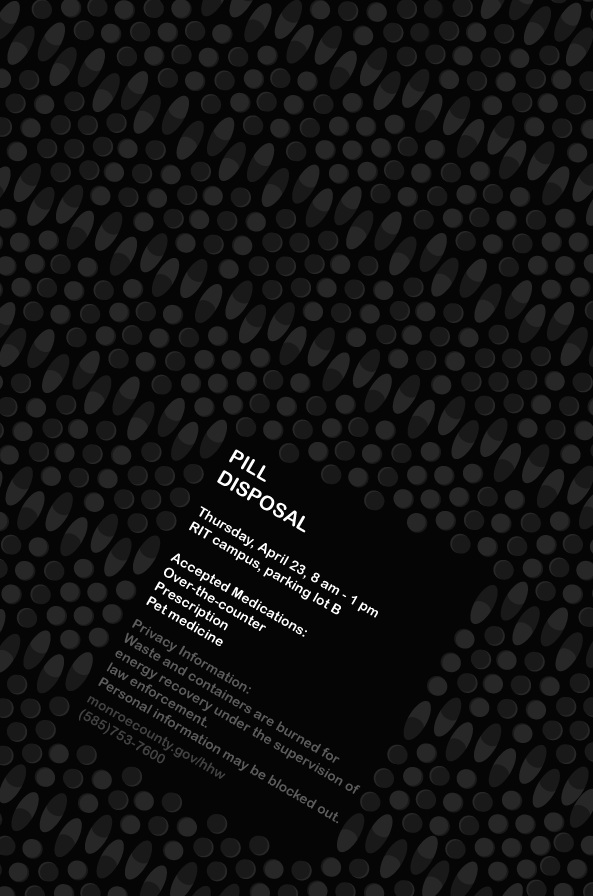 PILL
DISPOSAL
Thursday, April 23, 8 am - 1 pm
RIT campus, parking lot B
Accepted Medications:
Over-the-counter
Prescription
Pet medicine
Privacy Information:
Waste and containers are burned for
energy recovery under the supervision of
law enforcement.
Personal information may be blocked out.
monroecounty.gov/hhw
(585)753-7600